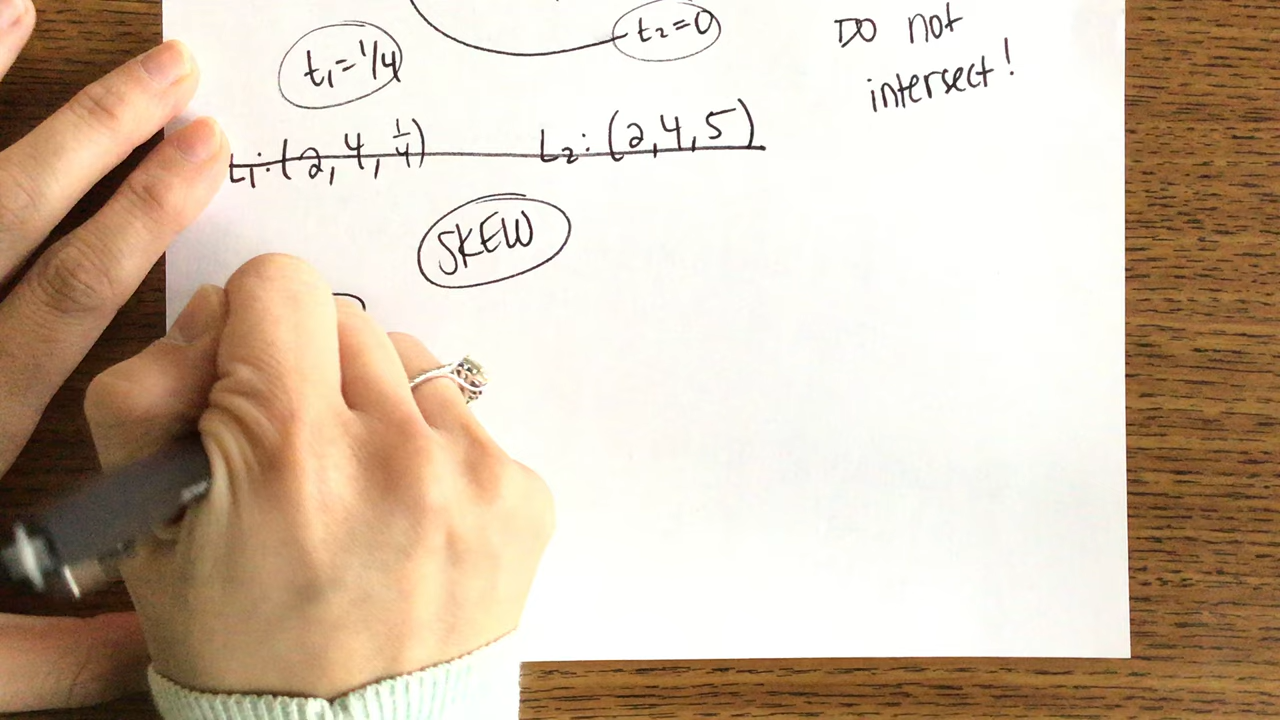 t₂=0
t₁=1/4
Do not
intersect!
L₁:(2,4,1/4) L₂:(2,4,5)
SKEW